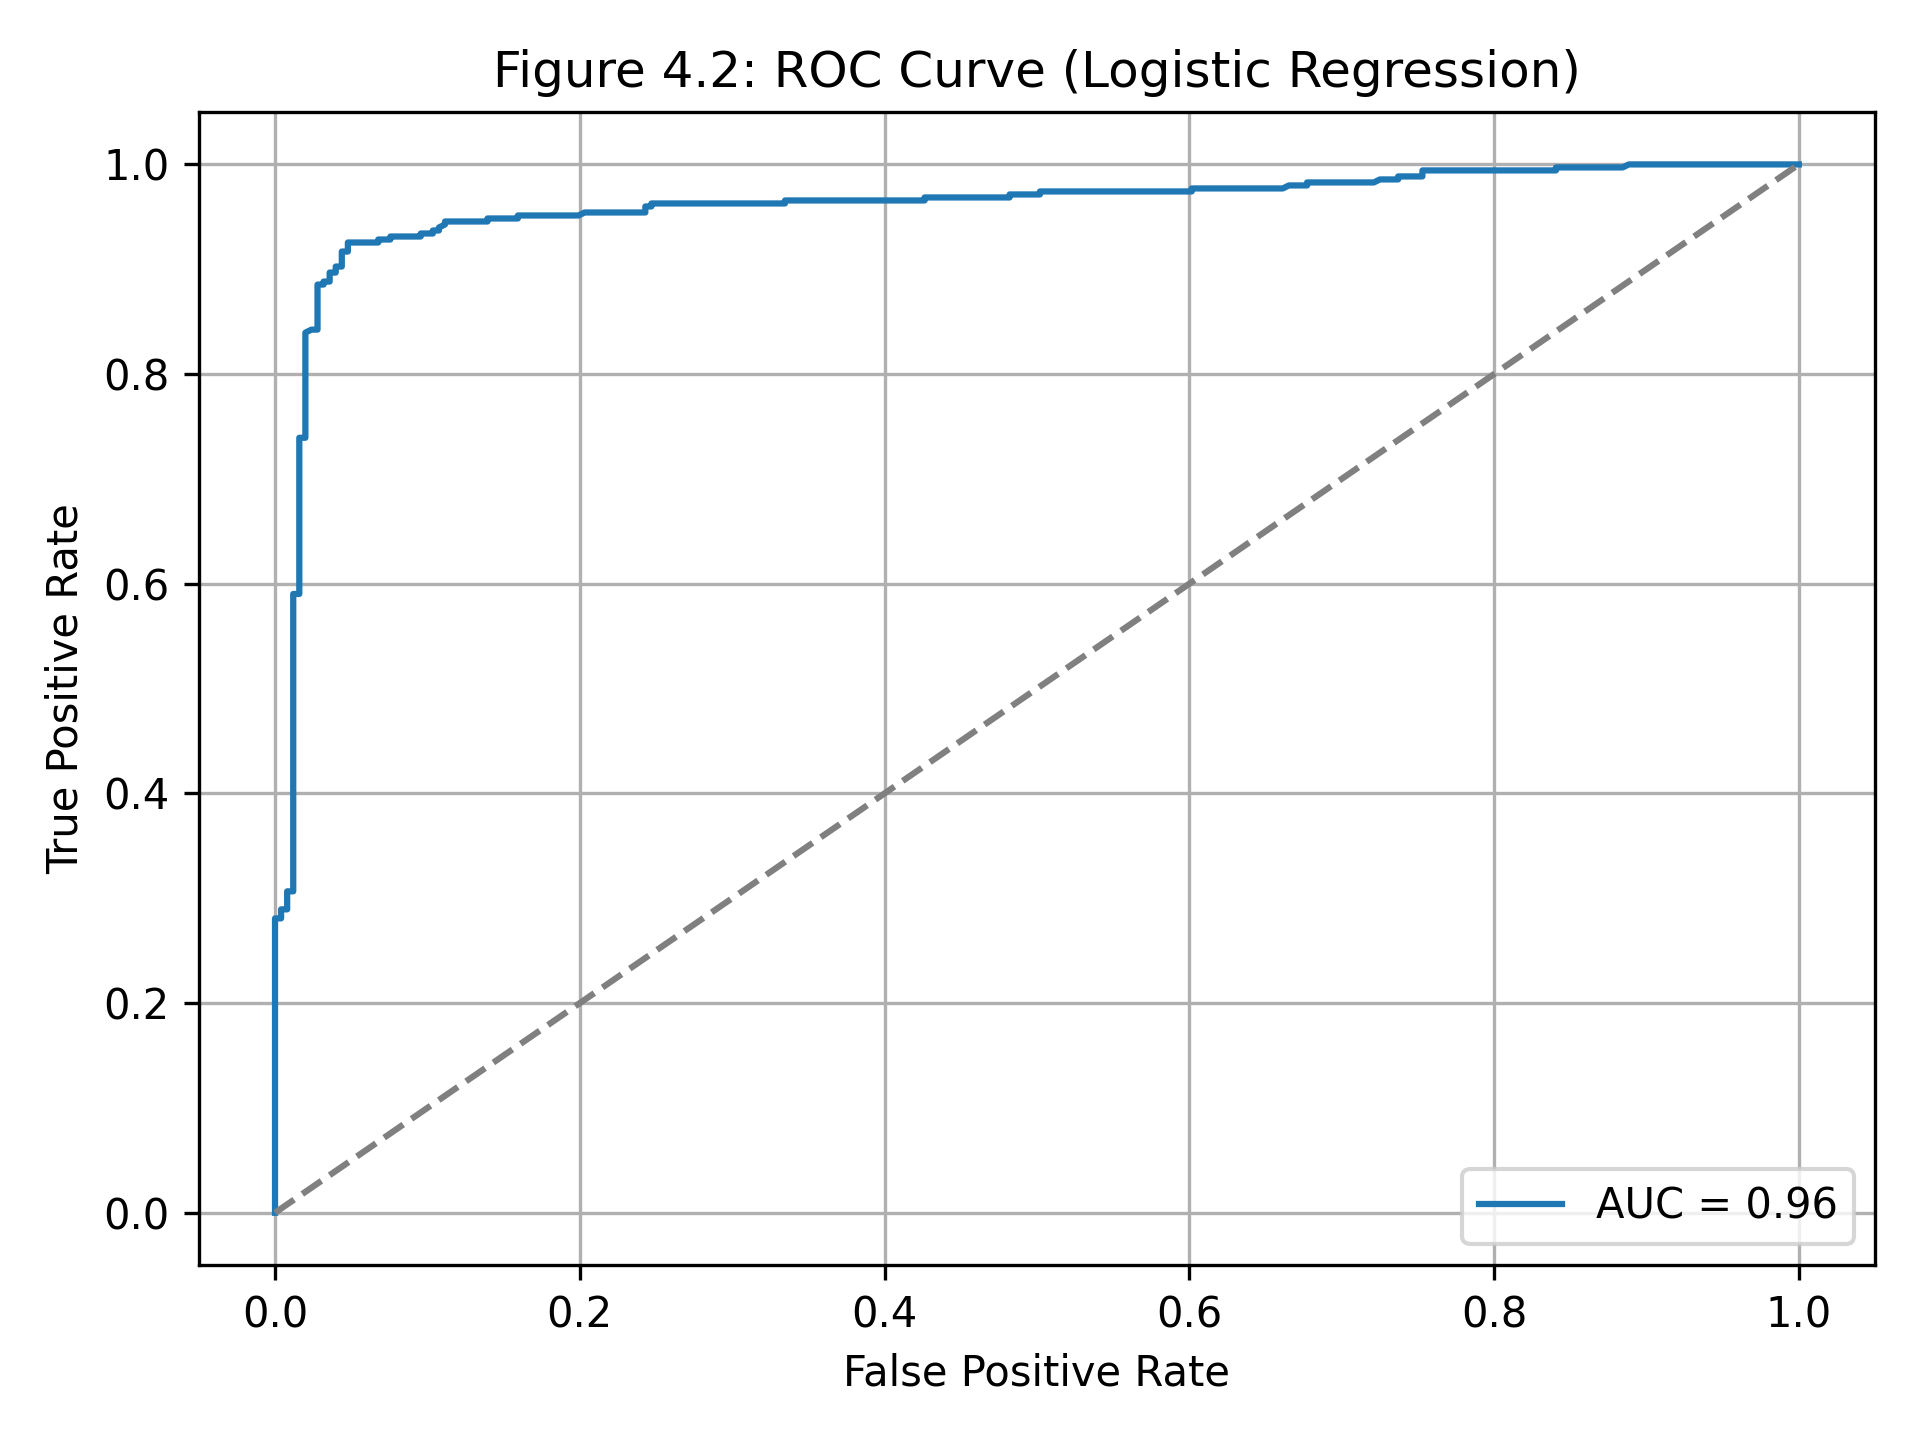 Figure 4.2: ROC Curve (Logistic Regression)
True Positive Rate
1.0
0.8
0.6
0.4
0.2
0.0
AUC = 0.96
0.0 0.2 0.4 0.6 0.8 1.0
False Positive Rate